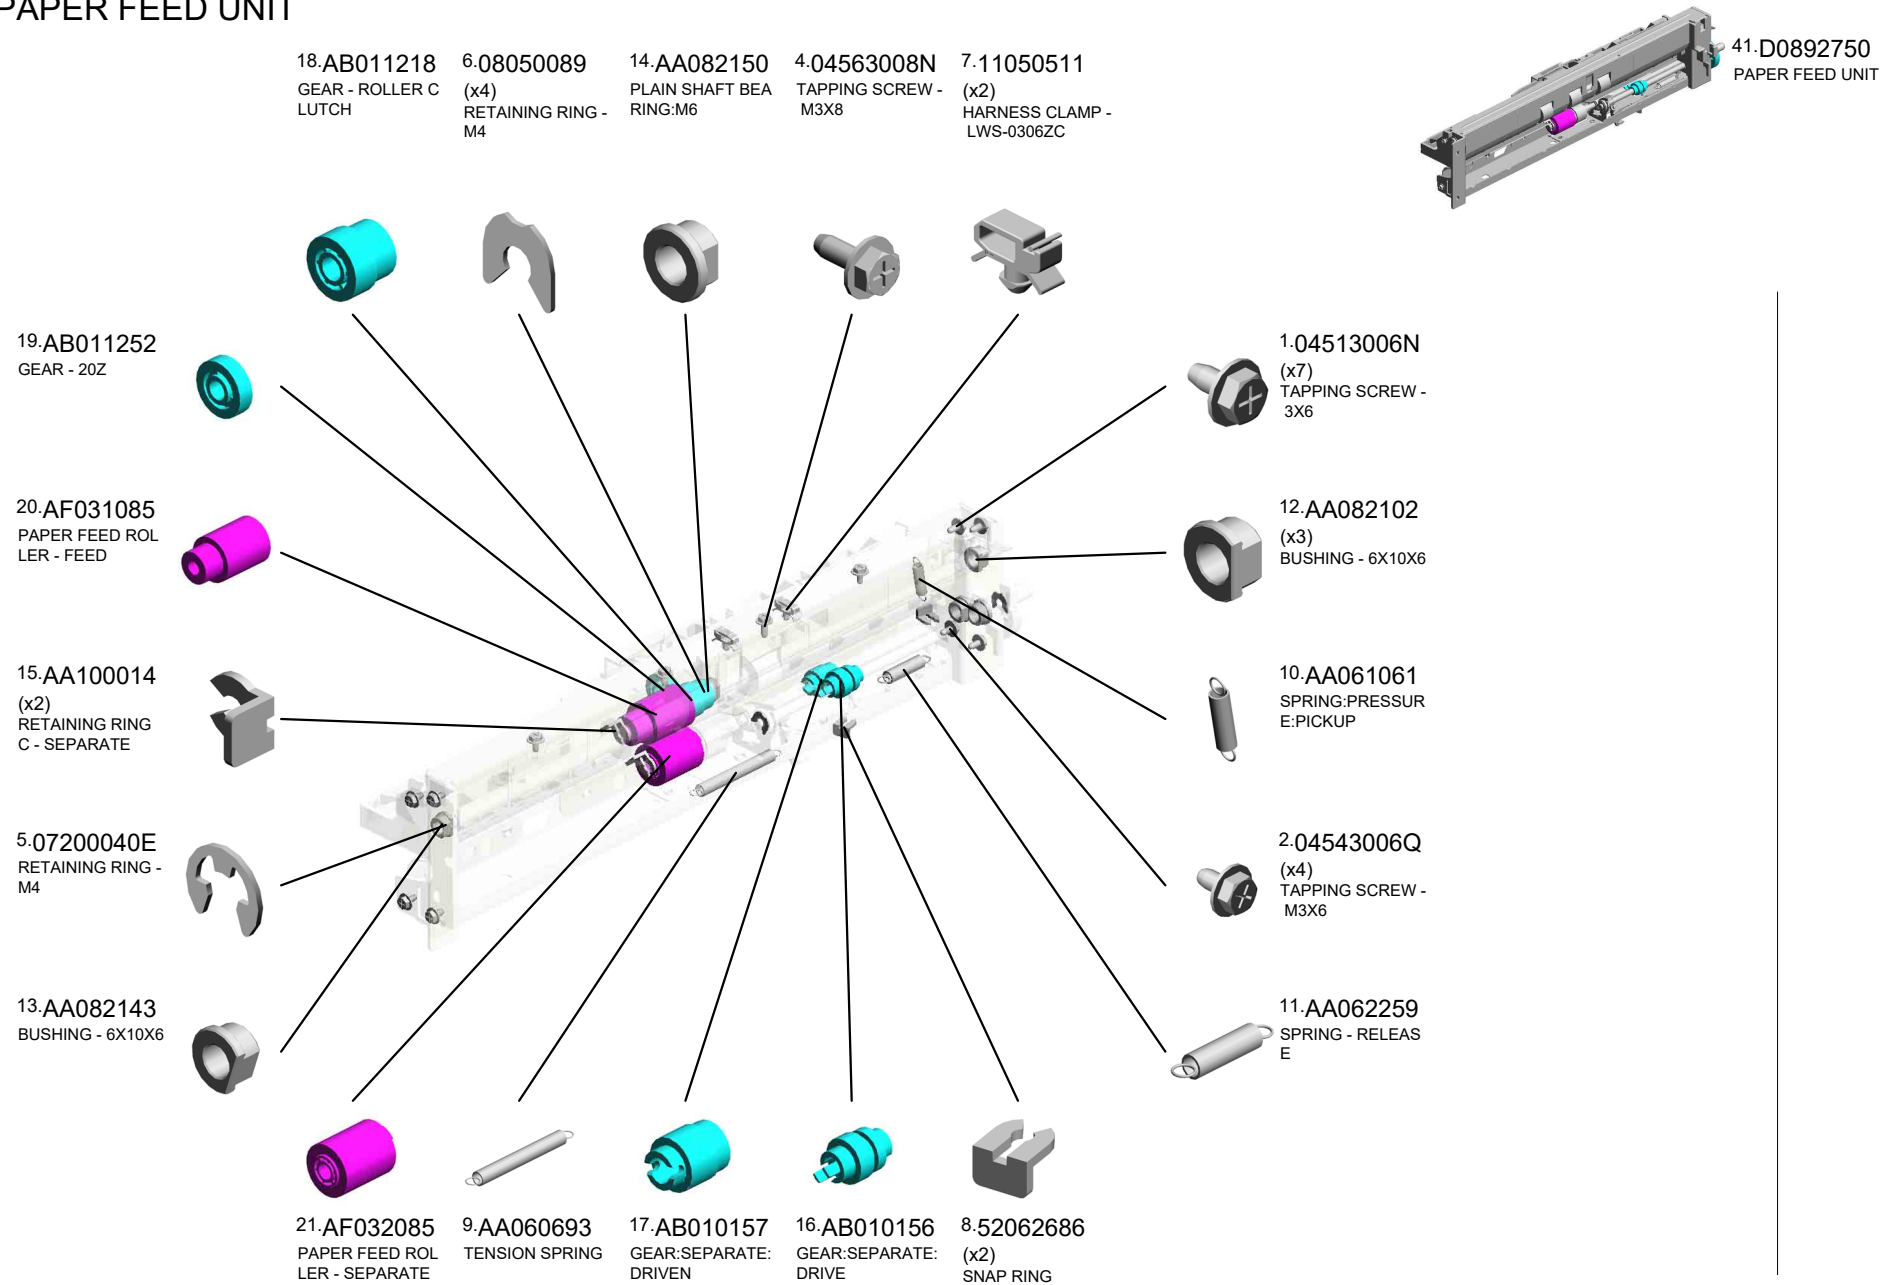 PAPER FEED UNIT
18.AB011218
GEAR - ROLLER C
LUTCH
6.08050089
(x4)
RETAINING RING -
M4
14.AA082150
PLAIN SHAFT BEA
RING:M6
4.04563008N
TAPPING SCREW -
M3X8
7.11050511
(x2)
HARNESS CLAMP -
LWS-0306ZC
41.D0892750
PAPER FEED UNIT
19.AB011252
GEAR - 20Z
1.04513006N
(x7)
TAPPING SCREW -
3X6
20.AF031085
PAPER FEED ROL
LER - FEED
12.AA082102
(x3)
BUSHING - 6X10X6
15.AA100014
(x2)
RETAINING RING
C - SEPARATE
10.AA061061
SPRING:PRESSUR
E:PICKUP
5.07200040E
RETAINING RING -
M4
2.04543006Q
(x4)
TAPPING SCREW -
M3X6
13.AA082143
BUSHING - 6X10X6
11.AA062259
SPRING - RELEAS
E
21.AF032085
PAPER FEED ROL
LER - SEPARATE
9.AA060693
TENSION SPRING
17.AB010157
GEAR:SEPARATE:
DRIVEN
16.AB010156
GEAR:SEPARATE:
DRIVE
8.52062686
(x2)
SNAP RING